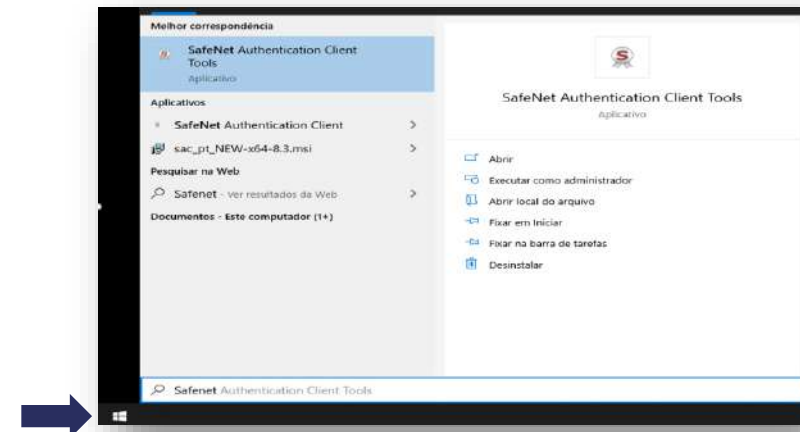 Melhor correspondência
SafeNet Authentication Client
Tools
Aplicativo
Aplicativos
SafeNet Authentication Client
sac_pt_NEW-x64-8.3.msi
Pesquisar na Web
Safenet - Ver resultados da Web
Documentos - Este computador (1+)
S
SafeNet Authentication Client Tools
Aplicativo
Abrir
Executar como administrador
Abrir local do arquivo
Fixar em Iniciar
Fixar na barra de tarefas
Desinstalar
Safenet Authentication Client Tools